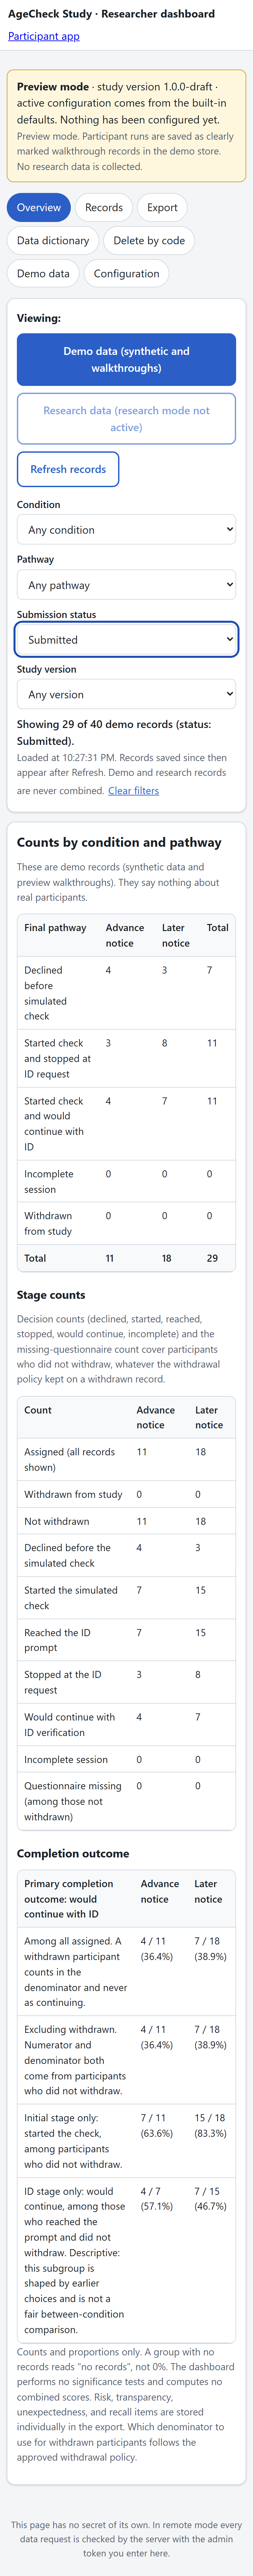 AgeCheck Study · Researcher dashboard
Participant app
Preview mode · study version 1.0.0-draft ·
active configuration comes from the built-in
defaults. Nothing has been configured yet.
Preview mode. Participant runs are saved as clearly
marked walkthrough records in the demo store.
No research data is collected.
Overview Records Export
Data dictionary Delete by code
Demo data Configuration
Viewing:
Demo data (synthetic and
walkthroughs)
Research data (research mode not
active)
Refresh records
Condition
Any condition
Pathway
Any pathway
Submission status
Submitted
Study version
Any version
Showing 29 of 40 demo records (status:
Submitted).
Loaded at 10:27:31 PM. Records saved since then
appear after Refresh. Demo and research records
are never combined. Clear filters
Counts by condition and pathway
These are demo records (synthetic data and
preview walkthroughs). They say nothing about
real participants.
Final pathway Advance Later Total
notice notice
Declined 4 3 7
before
simulated
check
Started check 3 8 11
and stopped at
ID request
Started check 4 7 11
and would
continue with
ID
Incomplete 0 0 0
session
Withdrawn 0 0 0
from study
Total 11 18 29
Stage counts
Decision counts (declined, started, reached,
stopped, would continue, incomplete) and the
missing-questionnaire count cover participants
who did not withdraw, whatever the withdrawal
policy kept on a withdrawn record.
Count Advance Later
notice notice
Assigned (all records 11 18
shown)
Withdrawn from study 0 0
Not withdrawn 11 18
Declined before the 4 3
simulated check
Started the simulated 7 15
check
Reached the ID 7 15
prompt
Stopped at the ID 3 8
request
Would continue with 4 7
ID verification
Incomplete session 0 0
Questionnaire missing 0 0
(among those not
withdrawn)
Completion outcome
Primary completion Advance Later
outcome: would notice notice
continue with ID
Among all assigned. A 4 / 11 7 / 18
withdrawn participant (36.4%) (38.9%)
counts in the
denominator and never
as continuing.
Excluding withdrawn. 4 / 11 7 / 18
Numerator and (36.4%) (38.9%)
denominator both
come from participants
who did not withdraw.
Initial stage only: 7 / 11 15 / 18
started the check, (63.6%) (83.3%)
among participants
who did not withdraw.
ID stage only: would 4 / 7 7 / 15
continue, among those (57.1%) (46.7%)
who reached the
prompt and did not
withdraw. Descriptive:
this subgroup is
shaped by earlier
choices and is not a
fair between-condition
comparison.
Counts and proportions only. A group with no
records reads "no records", not 0%. The dashboard
performs no significance tests and computes no
combined scores. Risk, transparency,
unexpectedness, and recall items are stored
individually in the export. Which denominator to
use for withdrawn participants follows the
approved withdrawal policy.
This page has no secret of its own. In remote mode every
data request is checked by the server with the admin
token you enter here.